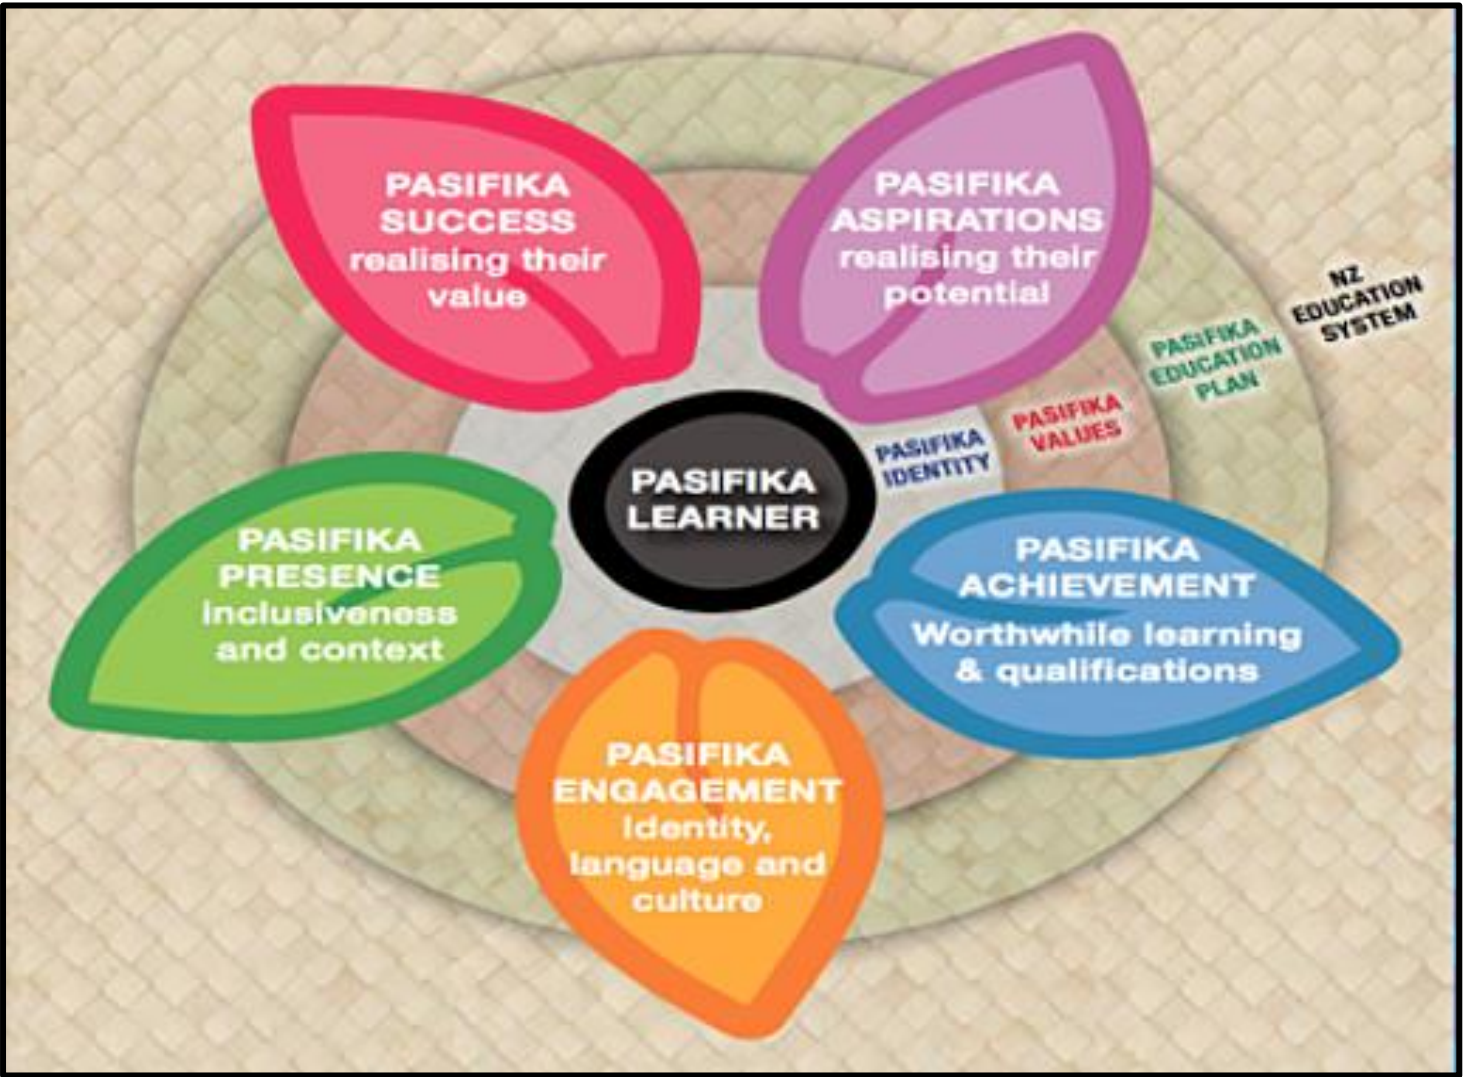 PASIFIKA
SUCCESS
realising their
value
PASIFIKA
ASPIRATIONS
realising their
potential
NZ
EDUCATION
SYSTEM
PASIFIKA
EDUCATION
PLAN
PASIFIKA
VALUES
PASIFIKA
IDENTITY
PASIFIKA
LEARNER
PASIFIKA
PRESENCE
inclusiveness
and context
PASIFIKA
ACHIEVEMENT
Worthwhile learning
& qualifications
PASIFIKA
ENGAGEMENT
Identity,
language and
culture